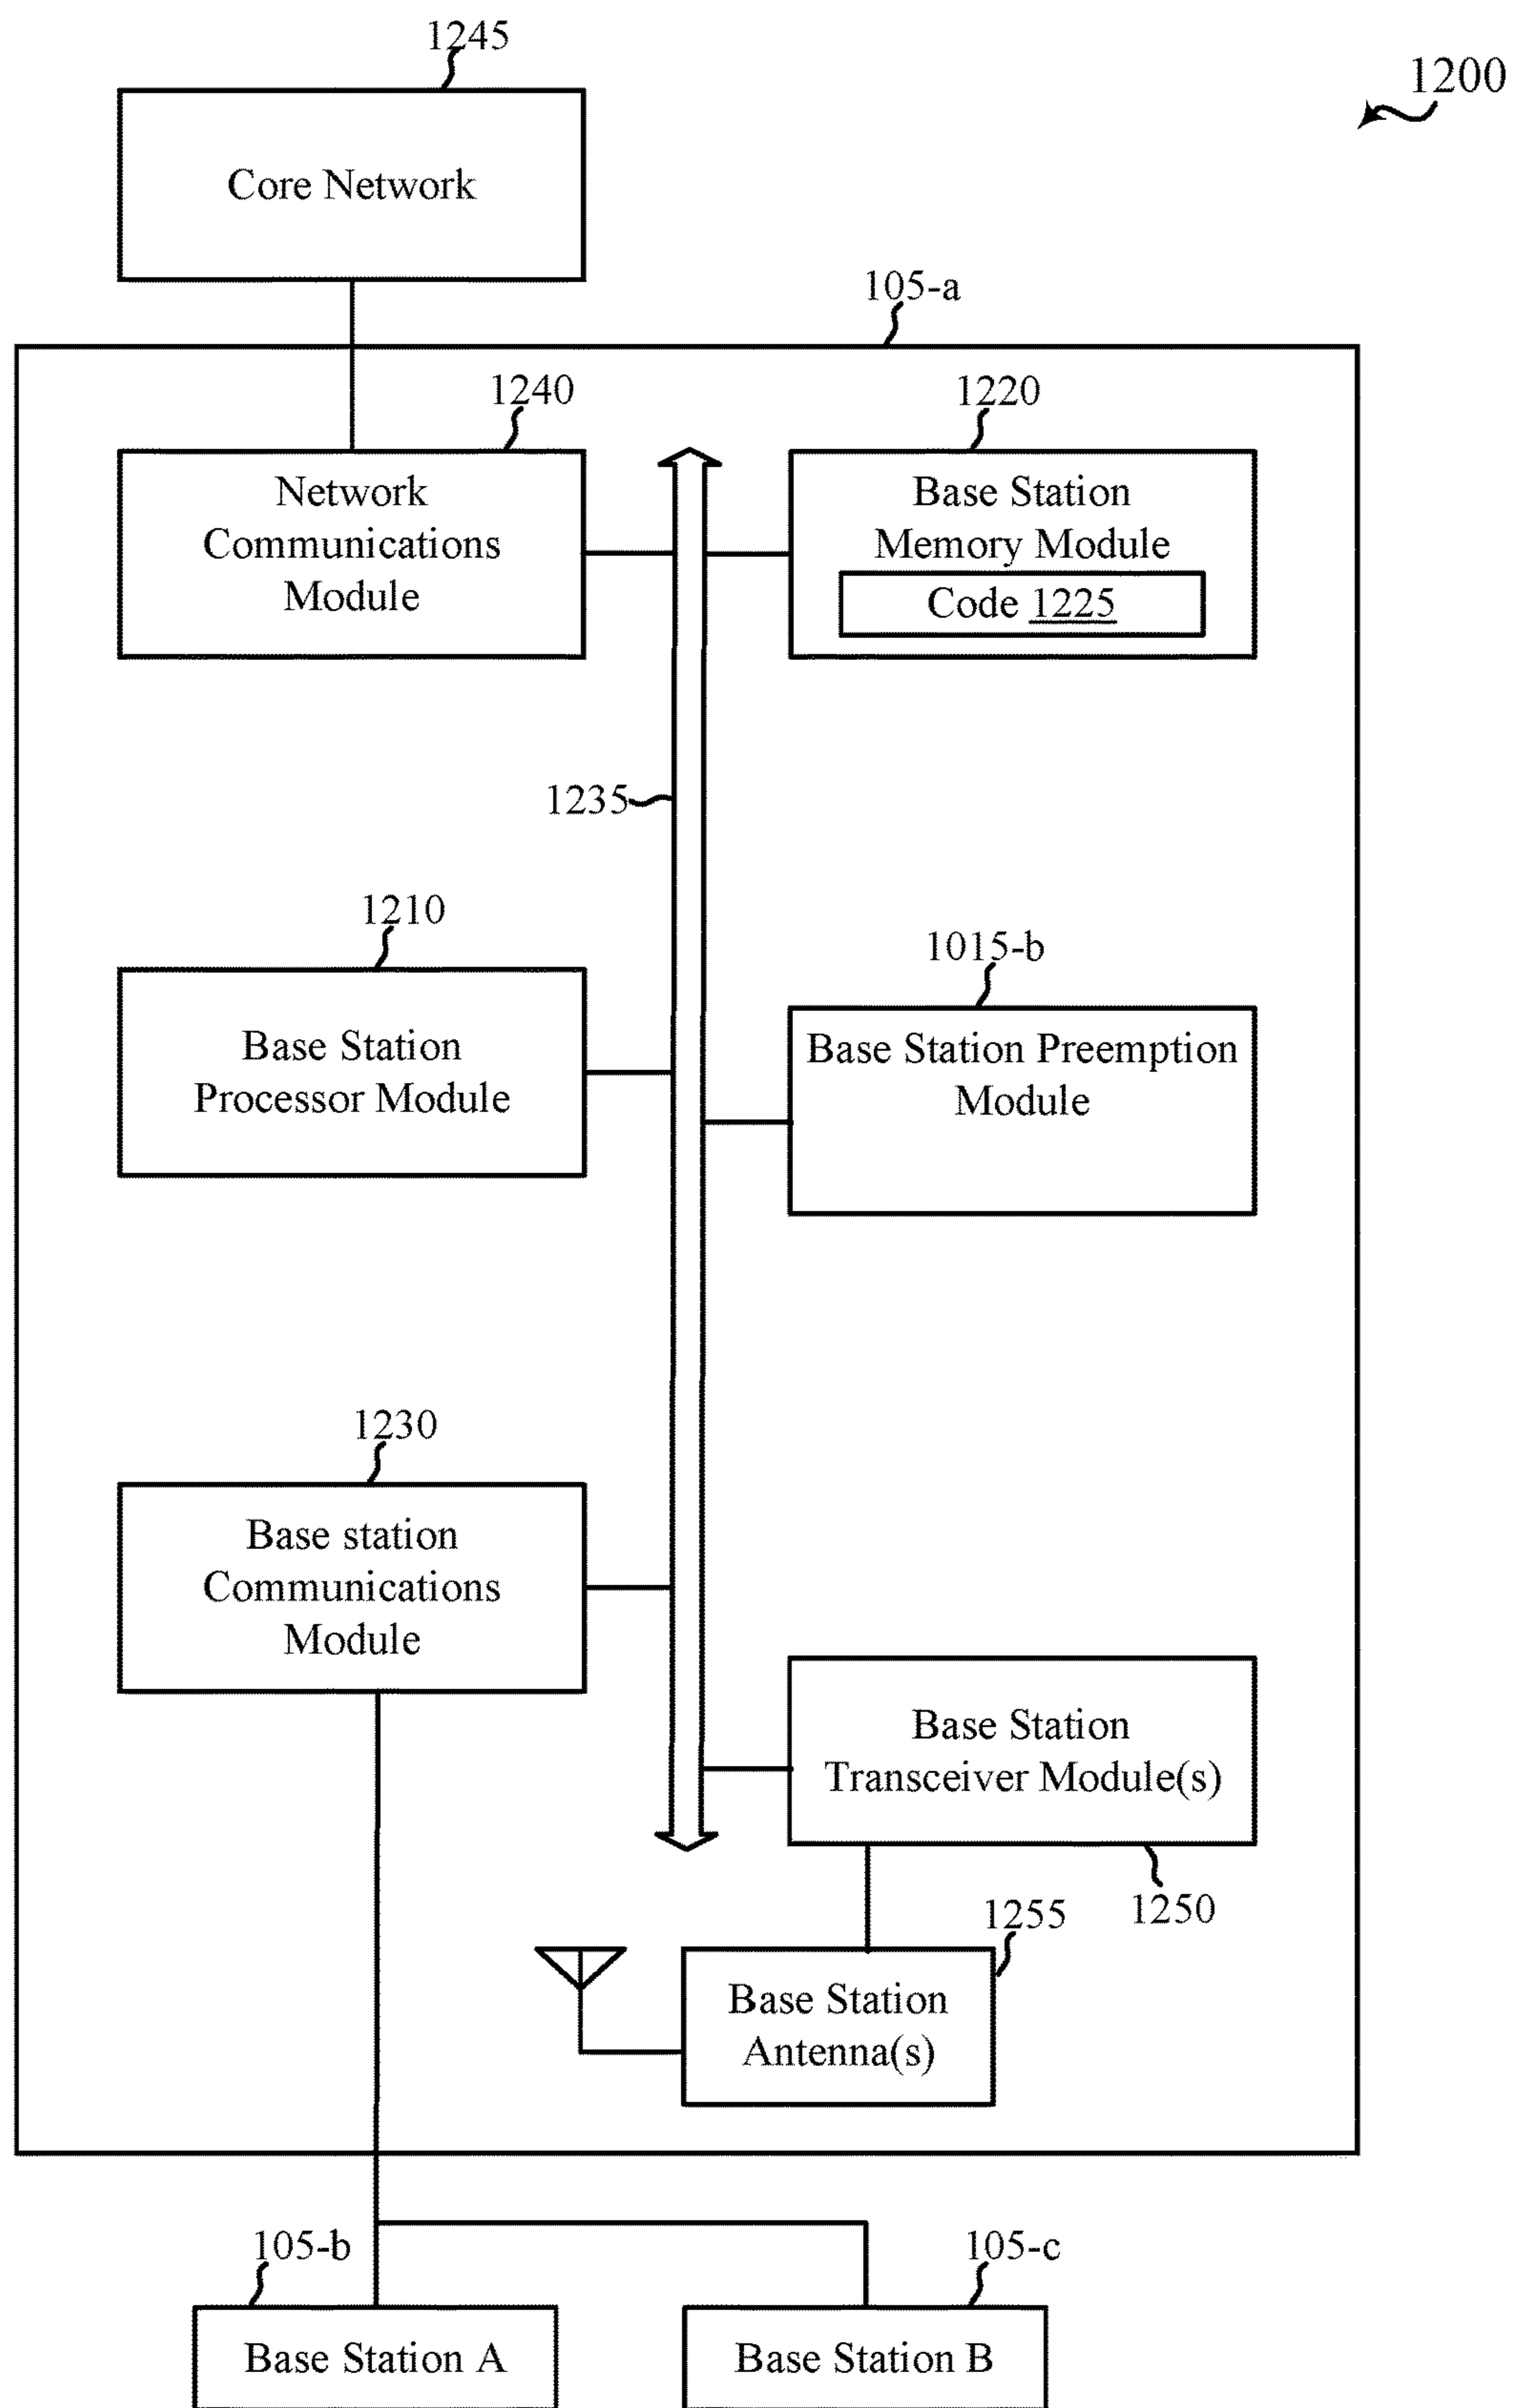 1245
1200
Core Network
105-a
1240
1220
Network
Communications
Module
Base Station
Memory Module
Code 1225
1235
1210
1015-b
Base Station
Processor Module
Base Station Preemption
Module
1230
Base station
Communications
Module
Base Station
Transceiver Module(s)
1250
1255
Base Station
Antenna(s)
105-b
105-c
Base Station A
Base Station B